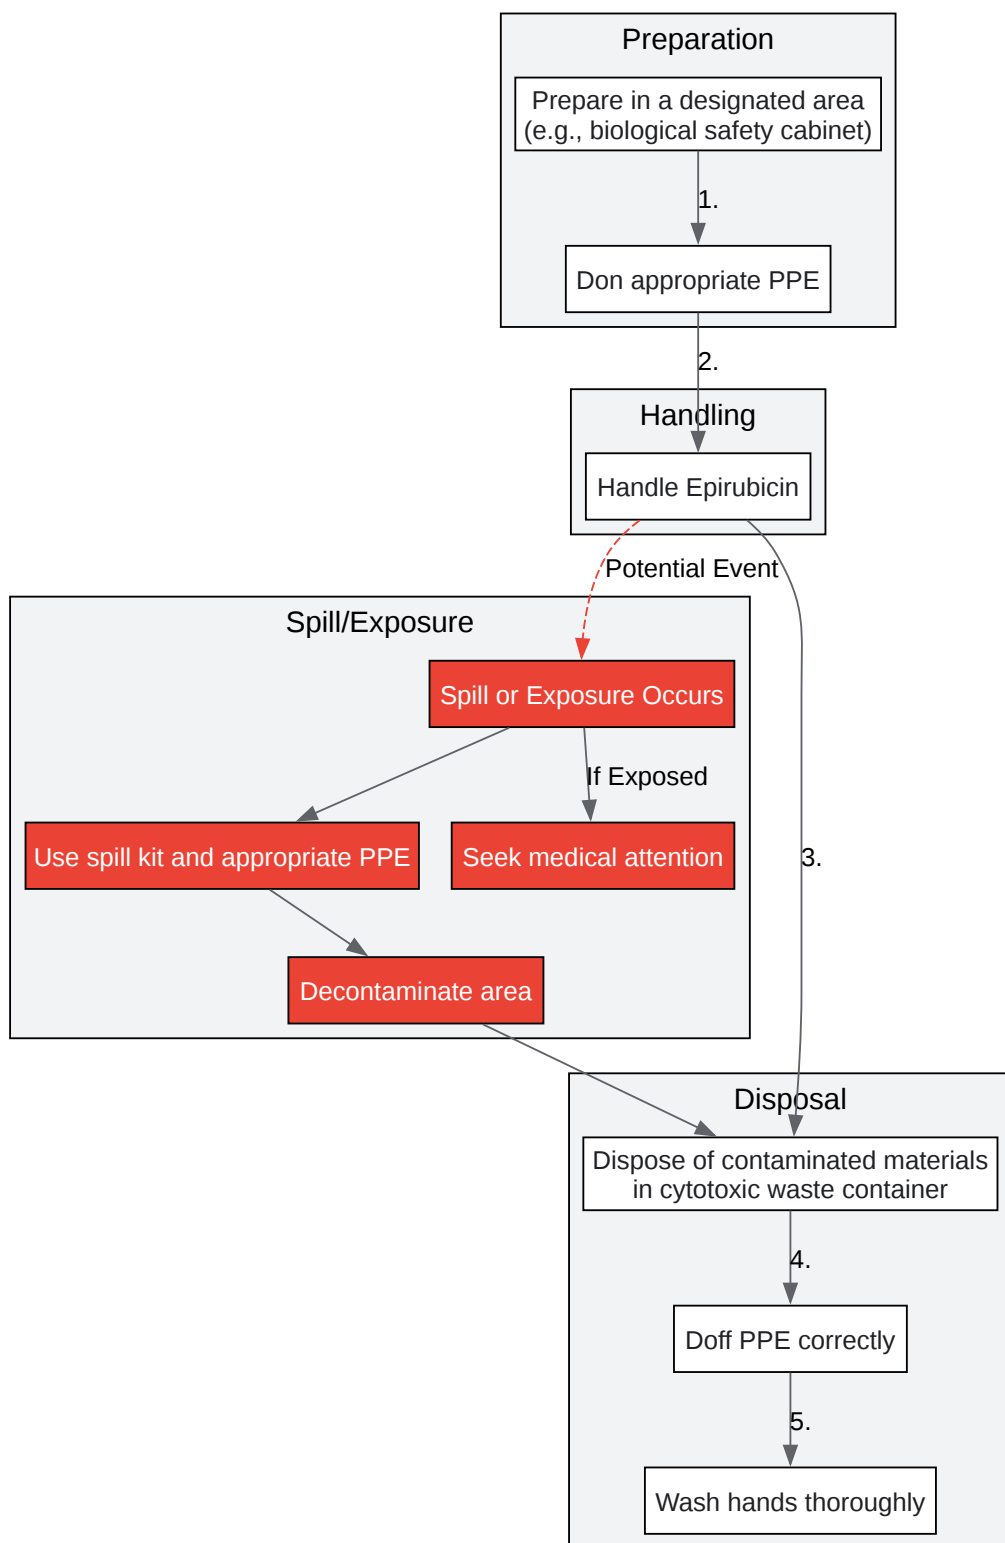 Preparation
Prepare in a designated area
(e.g., biological safety cabinet)
1.
Don appropriate PPE
2.
Handling
Handle Epirubicin
Potential Event
Spill/Exposure
Spill or Exposure Occurs
If Exposed
Use spill kit and appropriate PPE
Seek medical attention
3.
Decontaminate area
Disposal
Dispose of contaminated materials
in cytotoxic waste container
4.
Doff PPE correctly
5.
Wash hands thoroughly